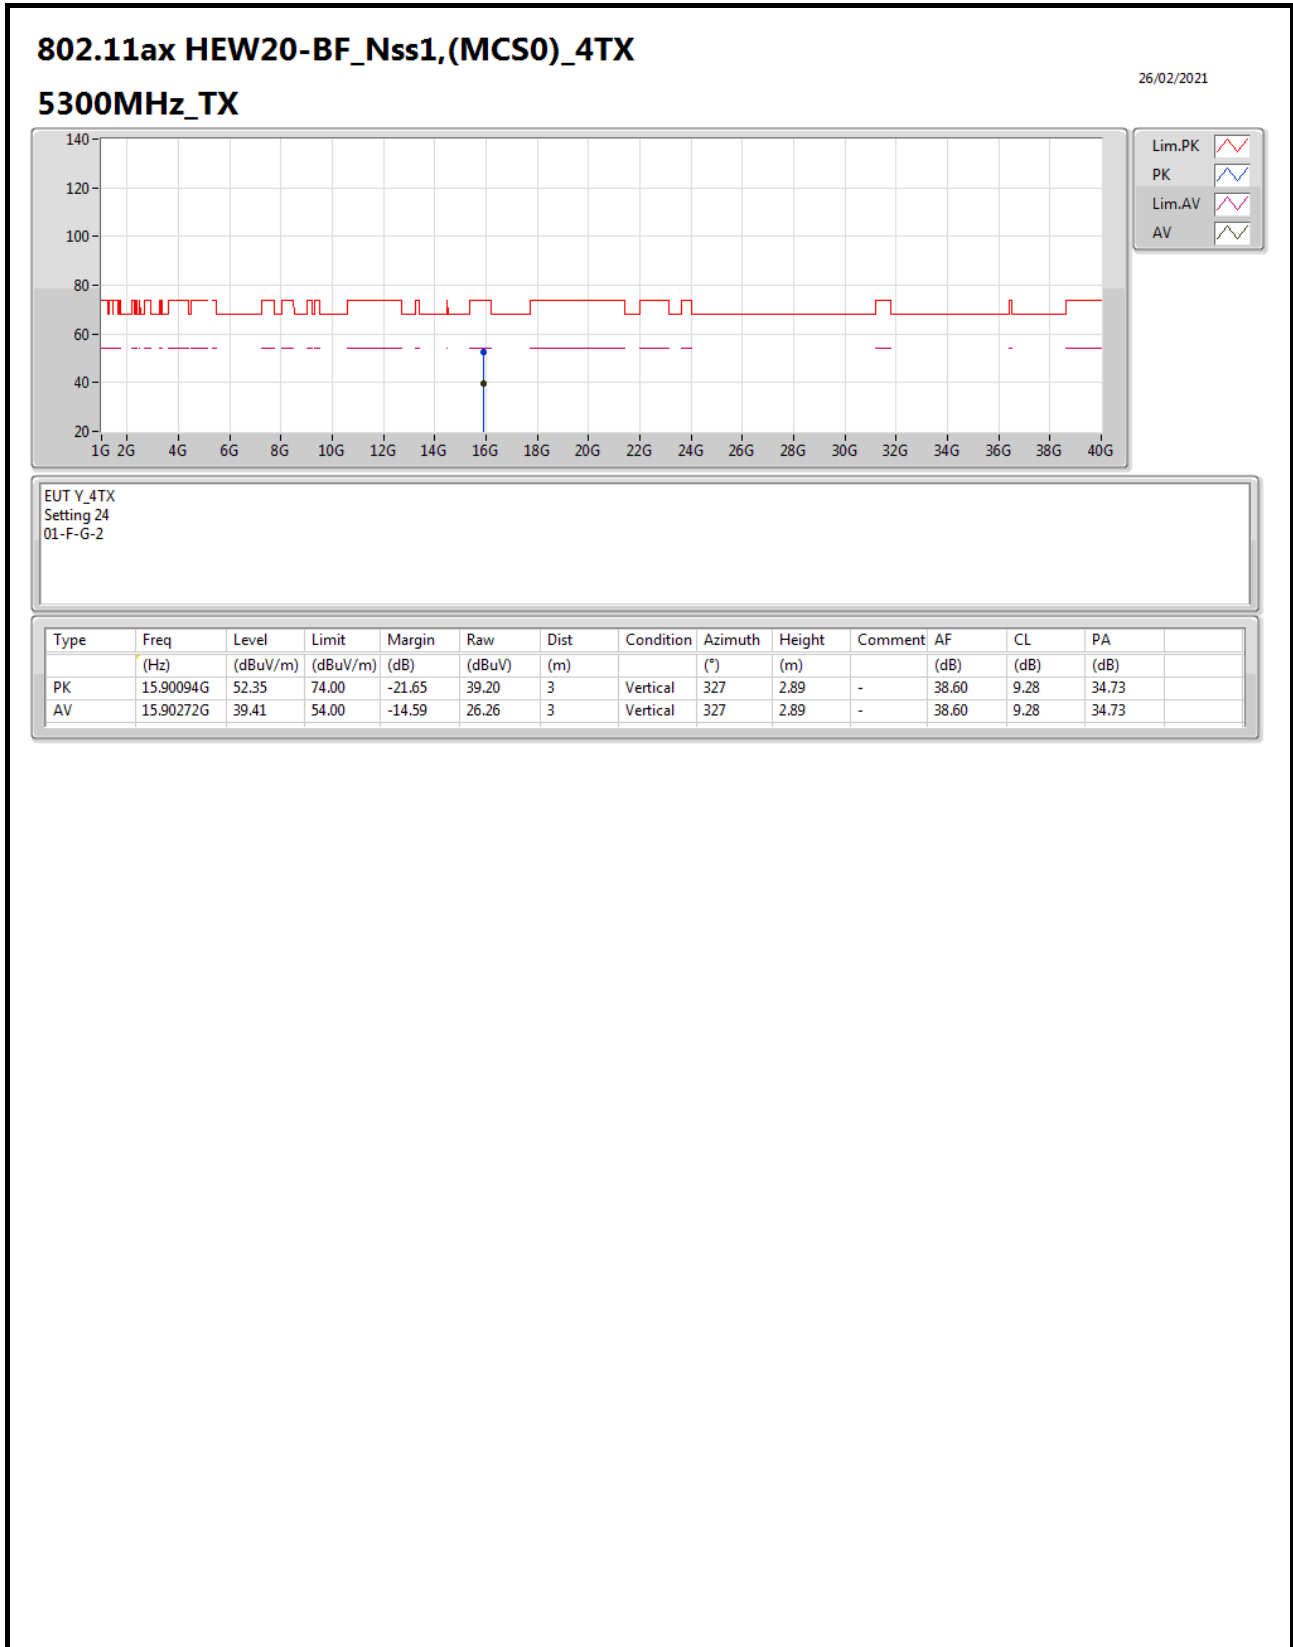 802.11ax HEW20-BF_Nss1,(MCS0)_4TX
26/02/2021
5300MHz_TX
140
120
100
80
60
40
20
1G 2G 4G 6G 8G 10G 12G 14G 16G 18G 20G 22G 24G 26G 28G 30G 32G 34G 36G 38G 40G
Lim.PK
PK
Lim.AV
AV
EUT Y_4TX
Setting 24
01-F-G-2
Type Freq Level Limit Margin Raw Dist Condition Azimuth Height Comment AF CL PA
(Hz) (dBuV/m) (dBuV/m) (dB) (dBuV) (m) (°) (m) (dB) (dB) (dB)
PK 15.90094G 52.35 74.00 -21.65 39.20 3 Vertical 327 2.89 - 38.60 9.28 34.73
AV 15.90272G 39.41 54.00 -14.59 26.26 3 Vertical 327 2.89 - 38.60 9.28 34.73